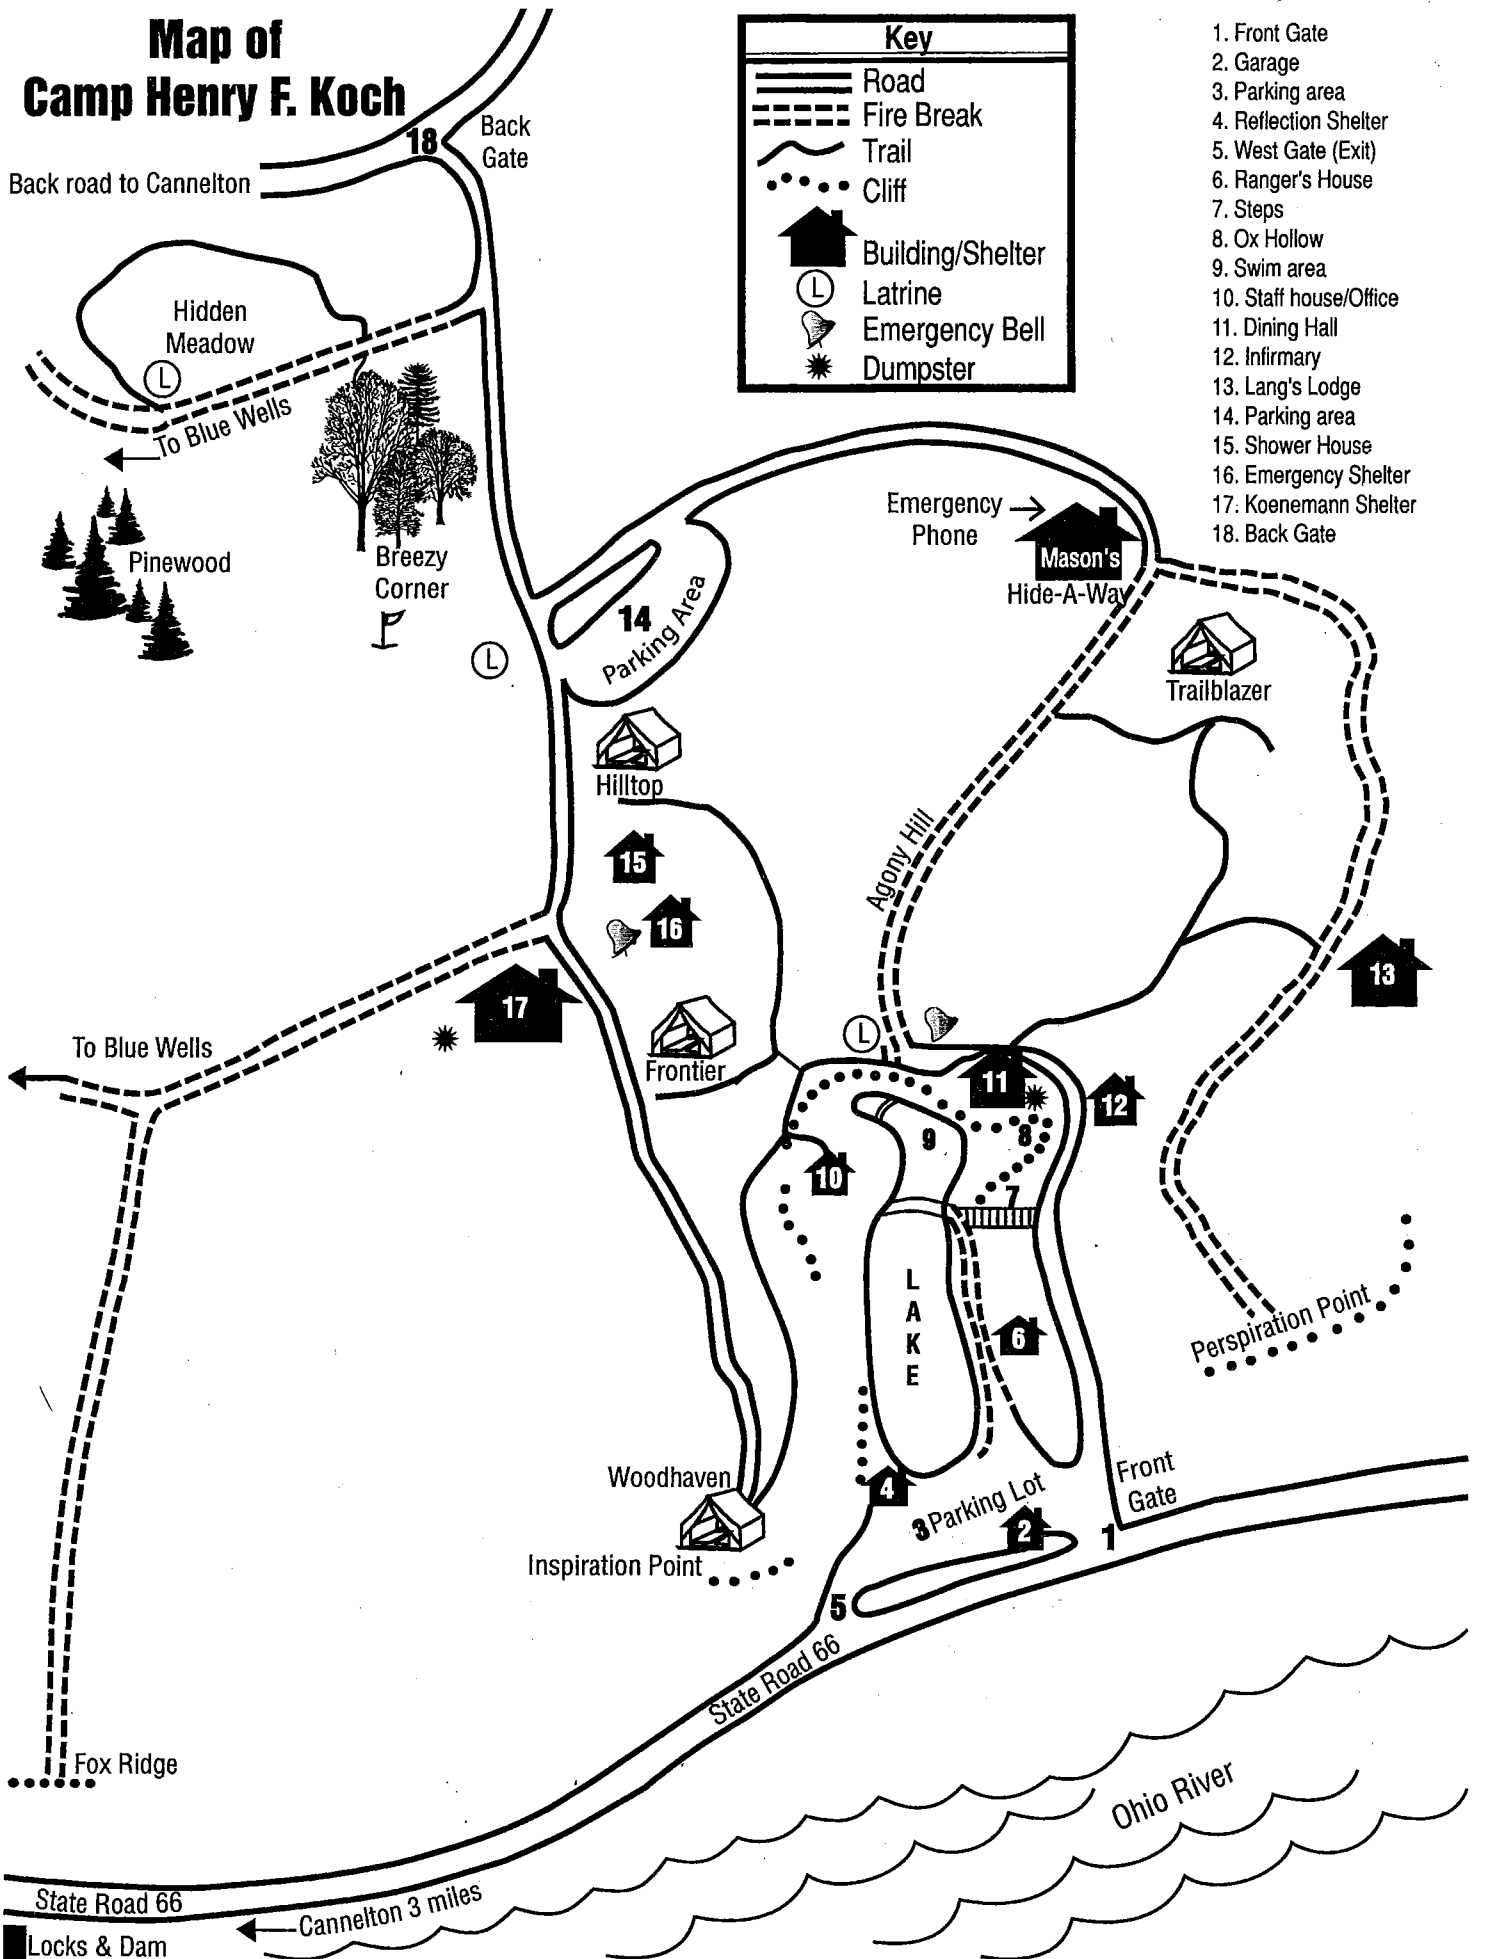 Map of
Camp Henry F. Koch
Key
Road
Fire Break
Trail
Cliff
Building/Shelter
L
Latrine
Emergency Bell
Dumpster
1. Front Gate
2. Garage
3. Parking area
4. Reflection Shelter
5. West Gate (Exit)
6. Ranger's House
7. Steps
8. Ox Hollow
9. Swim area
10. Staff house/Office
11. Dining Hall
12. Infirmary
13. Lang's Lodge
14. Parking area
15. Shower House
16. Emergency Shelter
17. Koenemann Shelter
18. Back Gate
18
Back
Gate
Back road to Cannelton
Hidden
Meadow
L
To Blue Wells
Pinewood
Breezy
Corner
L
14
Parking Area
Emergency
Phone
Mason's
Hide-A-Way
Trailblazer
Hilltop
15
16
Agony Hill
17
13
To Blue Wells
Frontier
L
11
12
9
8
10
7
L
A
K
E
6
Perspiration Point
Woodhaven
4
3 Parking Lot
2
Front
Gate
1
Inspiration Point
5
State Road 66
Fox Ridge
Ohio River
State Road 66
Cannelton 3 miles
Locks & Dam